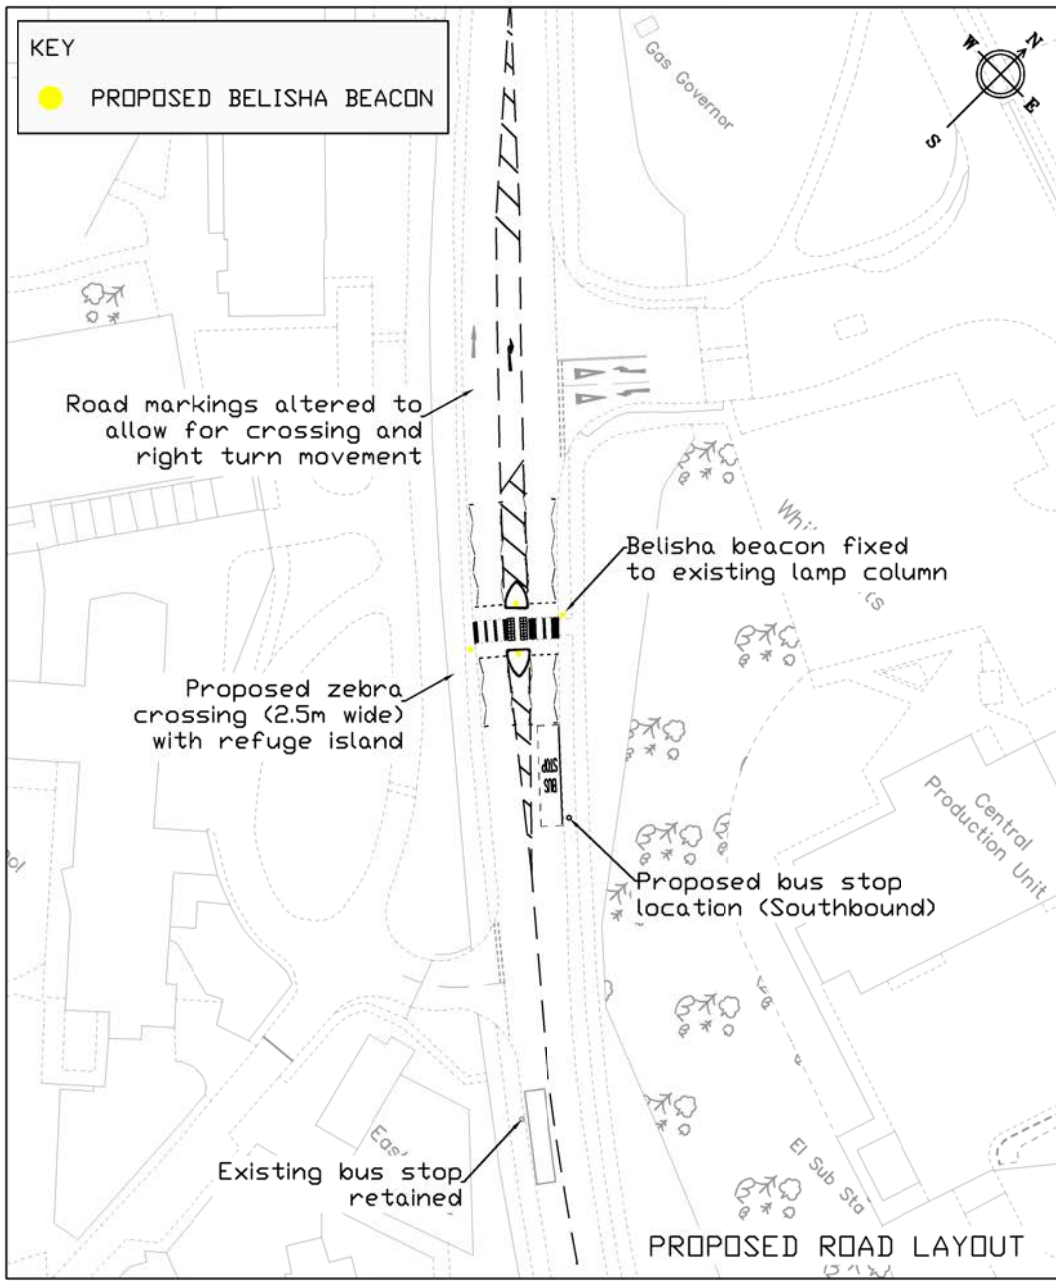 KEY
PROPOSED BELISHA BEACON
Gas Governor
N
W
E
S
Road markings altered to
allow for crossing and
right turn movement
Belisha beacon fixed
to existing lamp column
Proposed zebra
crossing (2.5m wide)
with refuge island
BUS
STOP
Central
Production Unit
Proposed bus stop
location (Southbound)
Existing bus stop
retained
El Sub Sta
PROPOSED ROAD LAYOUT